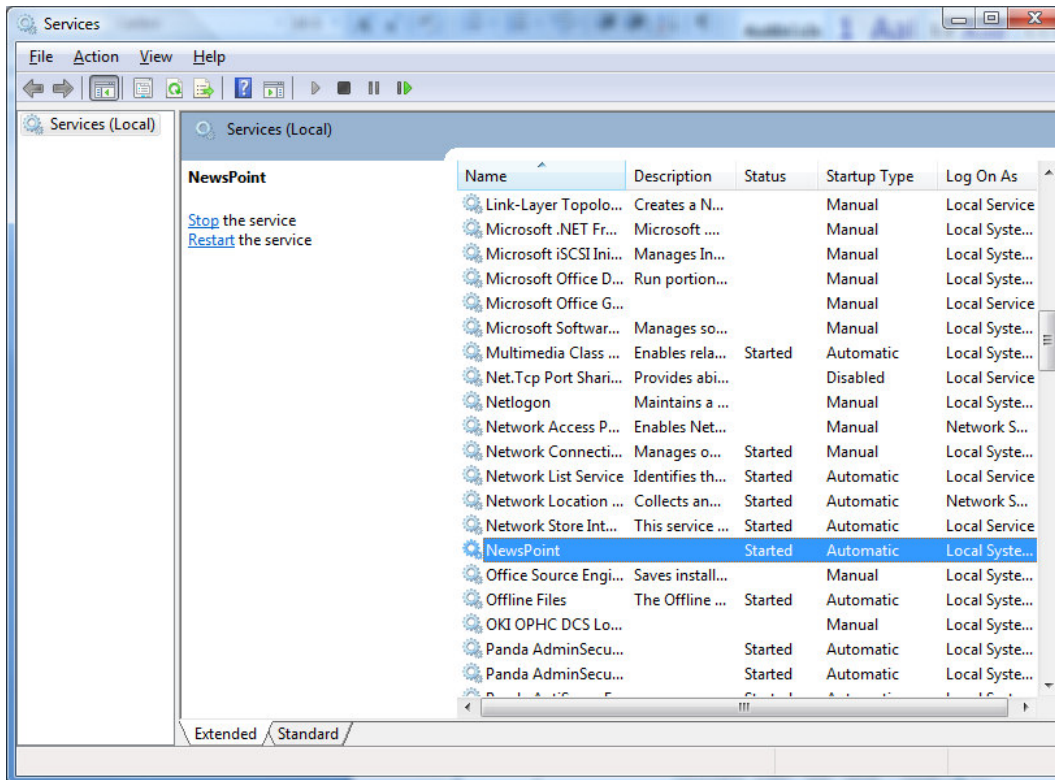 Services
File Action View Help
Services (Local)
Services (Local)
NewsPoint
Stop the service
Restart the service
Name Description Status Startup Type Log On As
Link-Layer Topolo... Creates a N... Manual Local Service
Microsoft .NET Fr... Microsoft .... Manual Local Syste...
Microsoft iSCSI Ini... Manages In... Manual Local Syste...
Microsoft Office D... Run portion... Manual Local Syste...
Microsoft Office G... Manual Local Service
Microsoft Softwar... Manages so... Manual Local Syste...
Multimedia Class ... Enables rela... Started Automatic Local Syste...
Net.Tcp Port Shari... Provides abi... Disabled Local Service
Netlogon Maintains a ... Manual Local Syste...
Network Access P... Enables Net... Manual Network S...
Network Connecti... Manages o... Started Manual Local Syste...
Network List Service Identifies th... Started Automatic Local Service
Network Location ... Collects an... Started Automatic Network S...
Network Store Int... This service ... Started Automatic Local Service
NewsPoint Started Automatic Local Syste...
Office Source Engi... Saves install... Manual Local Syste...
Offline Files The Offline ... Started Automatic Local Syste...
OKI OPHC DCS Lo... Manual Local Syste...
Panda AdminSecu... Started Automatic Local Syste...
Panda AdminSecu... Started Automatic Local Syste...
Extended Standard